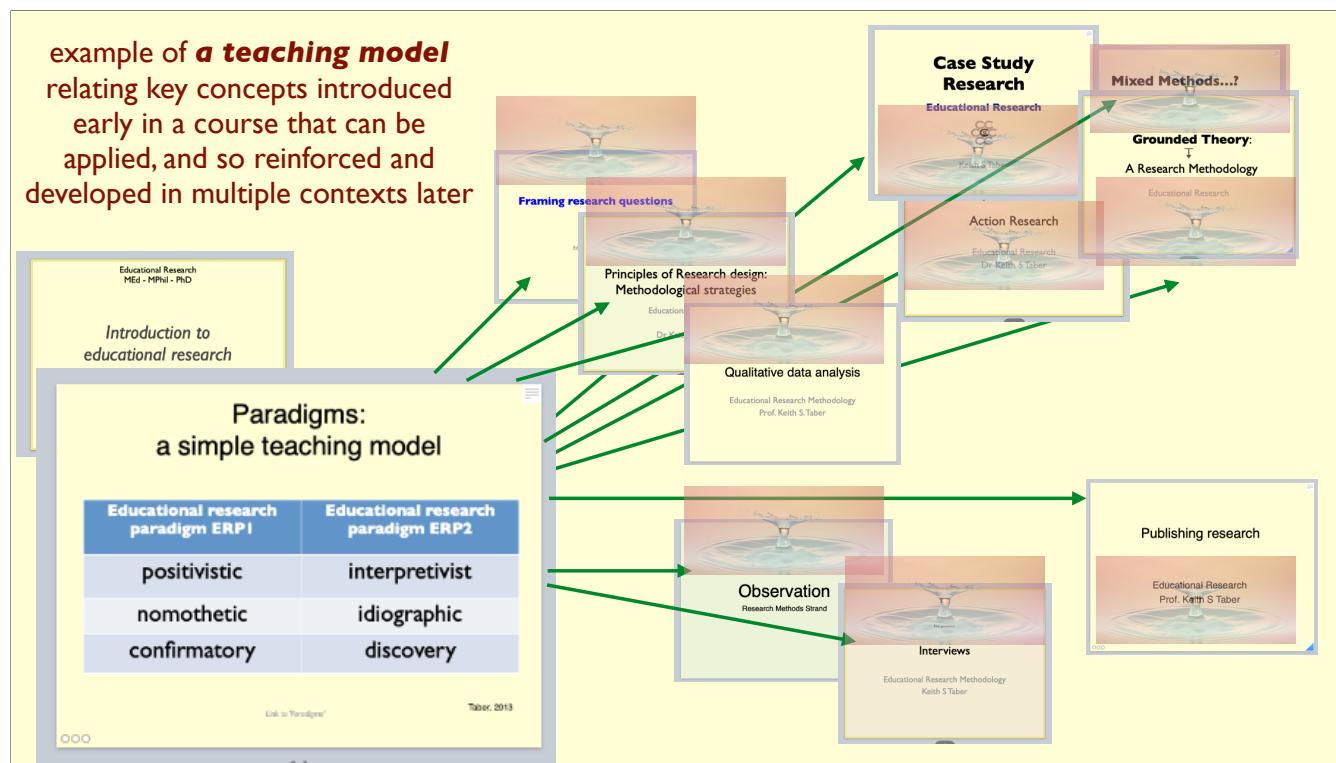 example of a teaching model
relating key concepts introduced
early in a course that can be
applied, and so reinforced and
developed in multiple contexts later
Educational Research
MEd - MPhil - PhD
Introduction to
educational research
Paradigms:
a simple teaching model
Educational research paradigm ERP1
Educational research paradigm ERP2
positivistic
interpretivist
nomothetic
idiographic
confirmatory
discovery
Link to 'Paradigms'
Taber, 2013
Framing research questions
Principles of Research design:
Methodological strategies
Qualitative data analysis
Educational Research Methodology
Prof. Keith S. Taber
Case Study
Research
Educational Research
Keith S Taber
Action Research
Educational Research
Dr Keith S Taber
Mixed Methods...?
Grounded Theory:
A Research Methodology
Educational Research
Observation
Research Methods Strand
Interviews
Educational Research Methodology
Keith S Taber
Publishing research
Educational Research
Prof. Keith S Taber